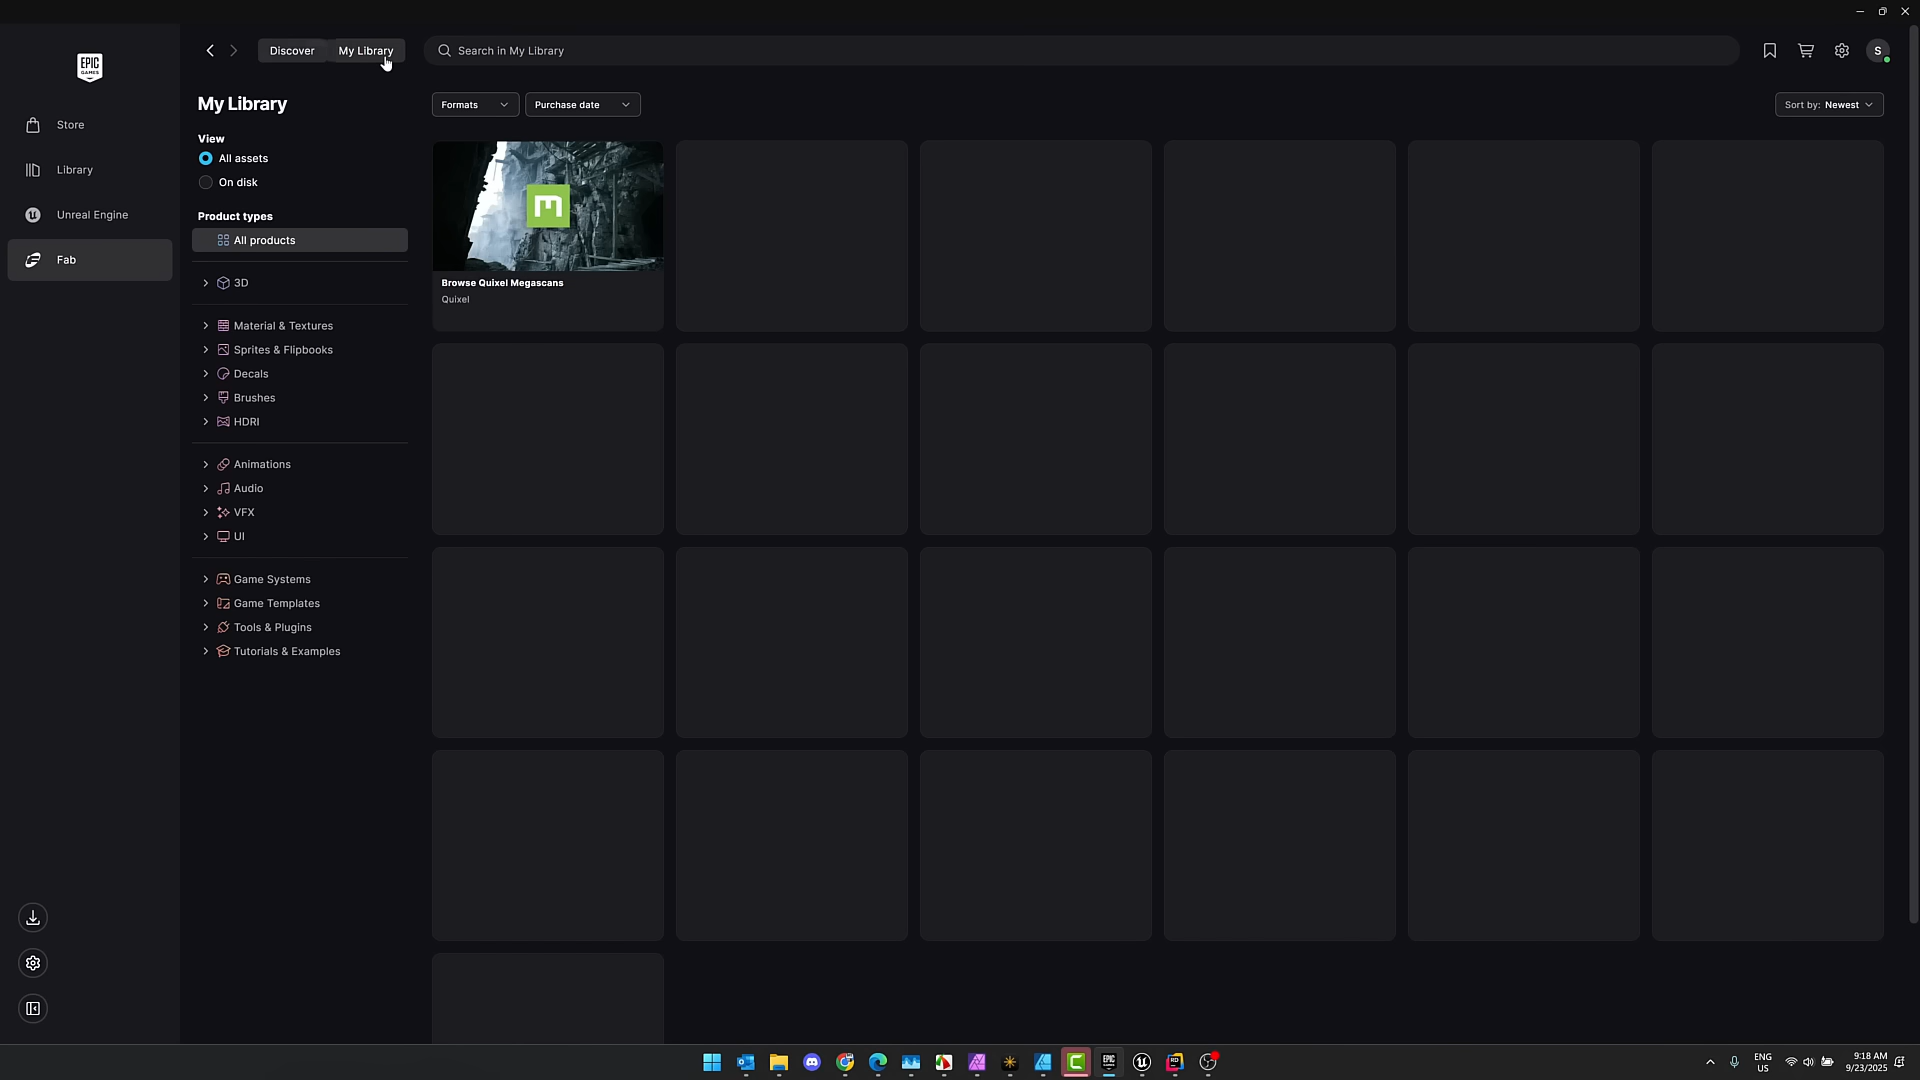 Discover
My Library
Search in My Library
S
EPIC
GAMES
Store
Library
Unreal Engine
Fab
My Library
View
All assets
On disk
Product types
All products
3D
Material & Textures
Sprites & Flipbooks
Decals
Brushes
HDRI
Animations
Audio
VFX
UI
Game Systems
Game Templates
Tools & Plugins
Tutorials & Examples
Formats
Purchase date
Sort by: Newest
Browse Quixel Megascans
Quixel
ENG
US
9:18 AM
9/23/2025